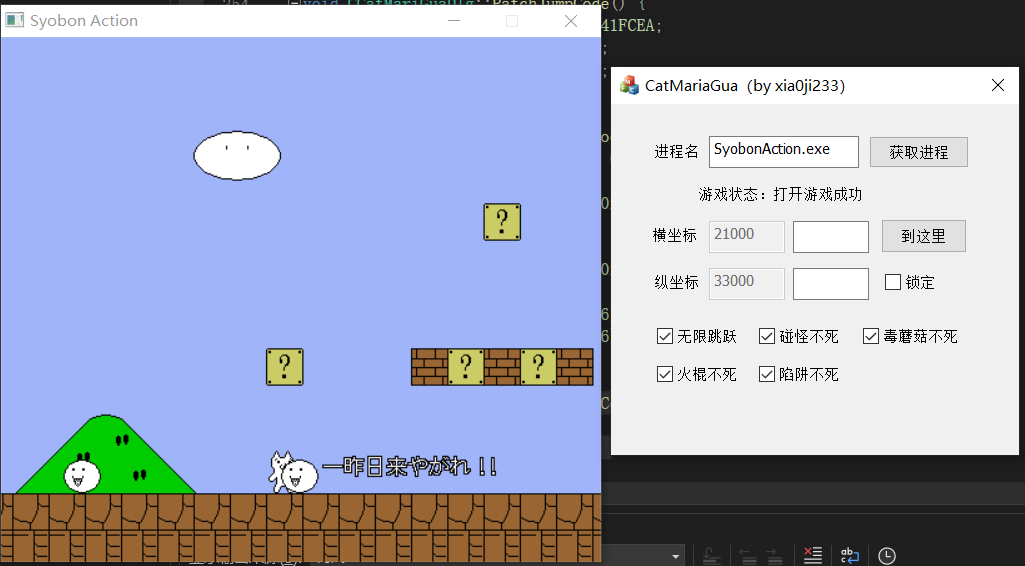 Syobon Action
void CCatMariGuaDlg::PatchJumpCode() {
41FCEA;
CatMariaGua（by xia0ji233）
进程名
SyobonAction.exe
获取进程
游戏状态：打开游戏成功
横坐标
21000
到这里
纵坐标
33000
锁定
无限跳跃
碰怪不死
毒蘑菇不死
火棍不死
陷阱不死
?
?
?
?
一昨日来やがれ！！